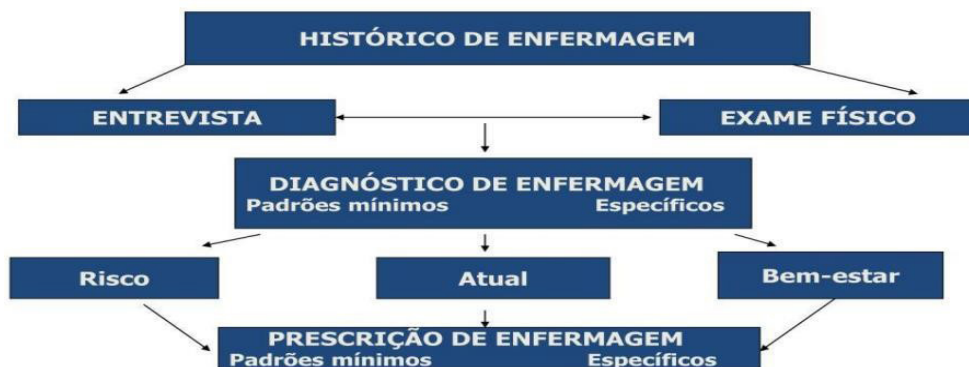 HISTÓRICO DE ENFERMAGEM
ENTREVISTA
EXAME FÍSICO
DIAGNÓSTICO DE ENFERMAGEM
Padrões mínimos Específicos
Risco
Atual
Bem-estar
PRESCRIÇÃO DE ENFERMAGEM
Padrões mínimos Específicos